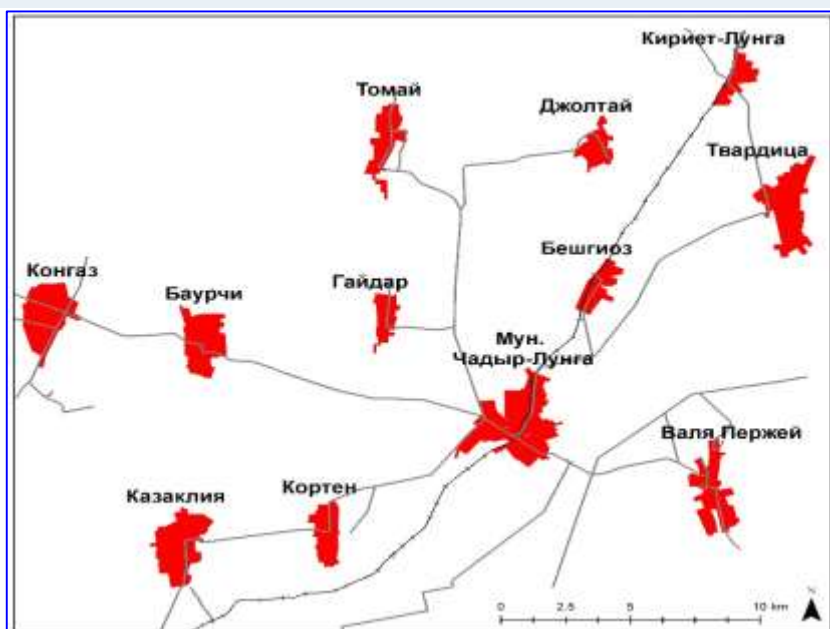 Кириет-Лунга
Томай
Джолтай
Твардица
Бешгиоз
Конгаз
Баурчи
Гайдар
Мун.
Чадыр-Лунга
Валя Пержей
Казаклия
Кортен
N
0 2.5 5 10 km